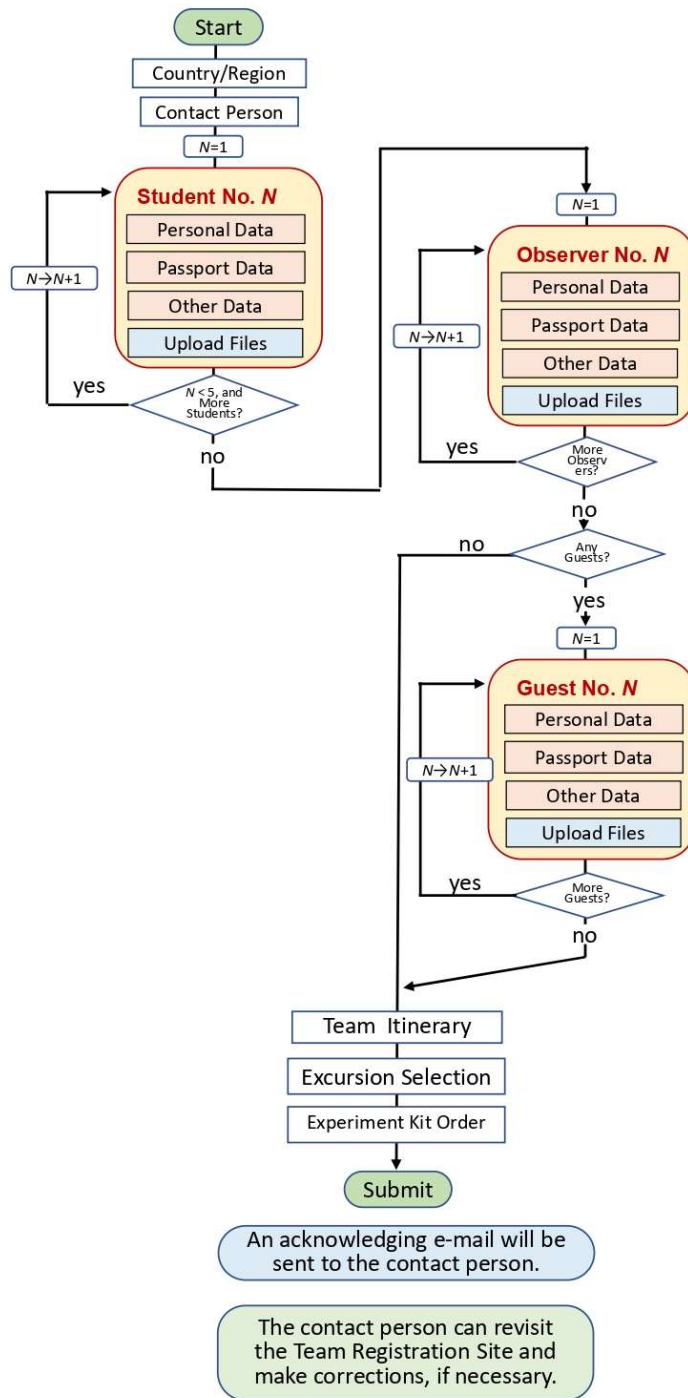 Start
Country/Region
Contact Person
N=1
Student No. N
Personal Data
Passport Data
Other Data
Upload Files
N→N+1
N < 5, and
More
Students?
yes
no
N=1
Observer No. N
Personal Data
Passport Data
Other Data
Upload Files
N→N+1
More
Observ
ers?
yes
no
Any
Guests?
no
yes
N=1
Guest No. N
Personal Data
Passport Data
Other Data
Upload Files
N→N+1
More
Guests?
yes
no
Team Itinerary
Excursion Selection
Experiment Kit Order
Submit
An acknowledging e-mail will be
sent to the contact person.
The contact person can revisit
the Team Registration Site and
make corrections, if necessary.